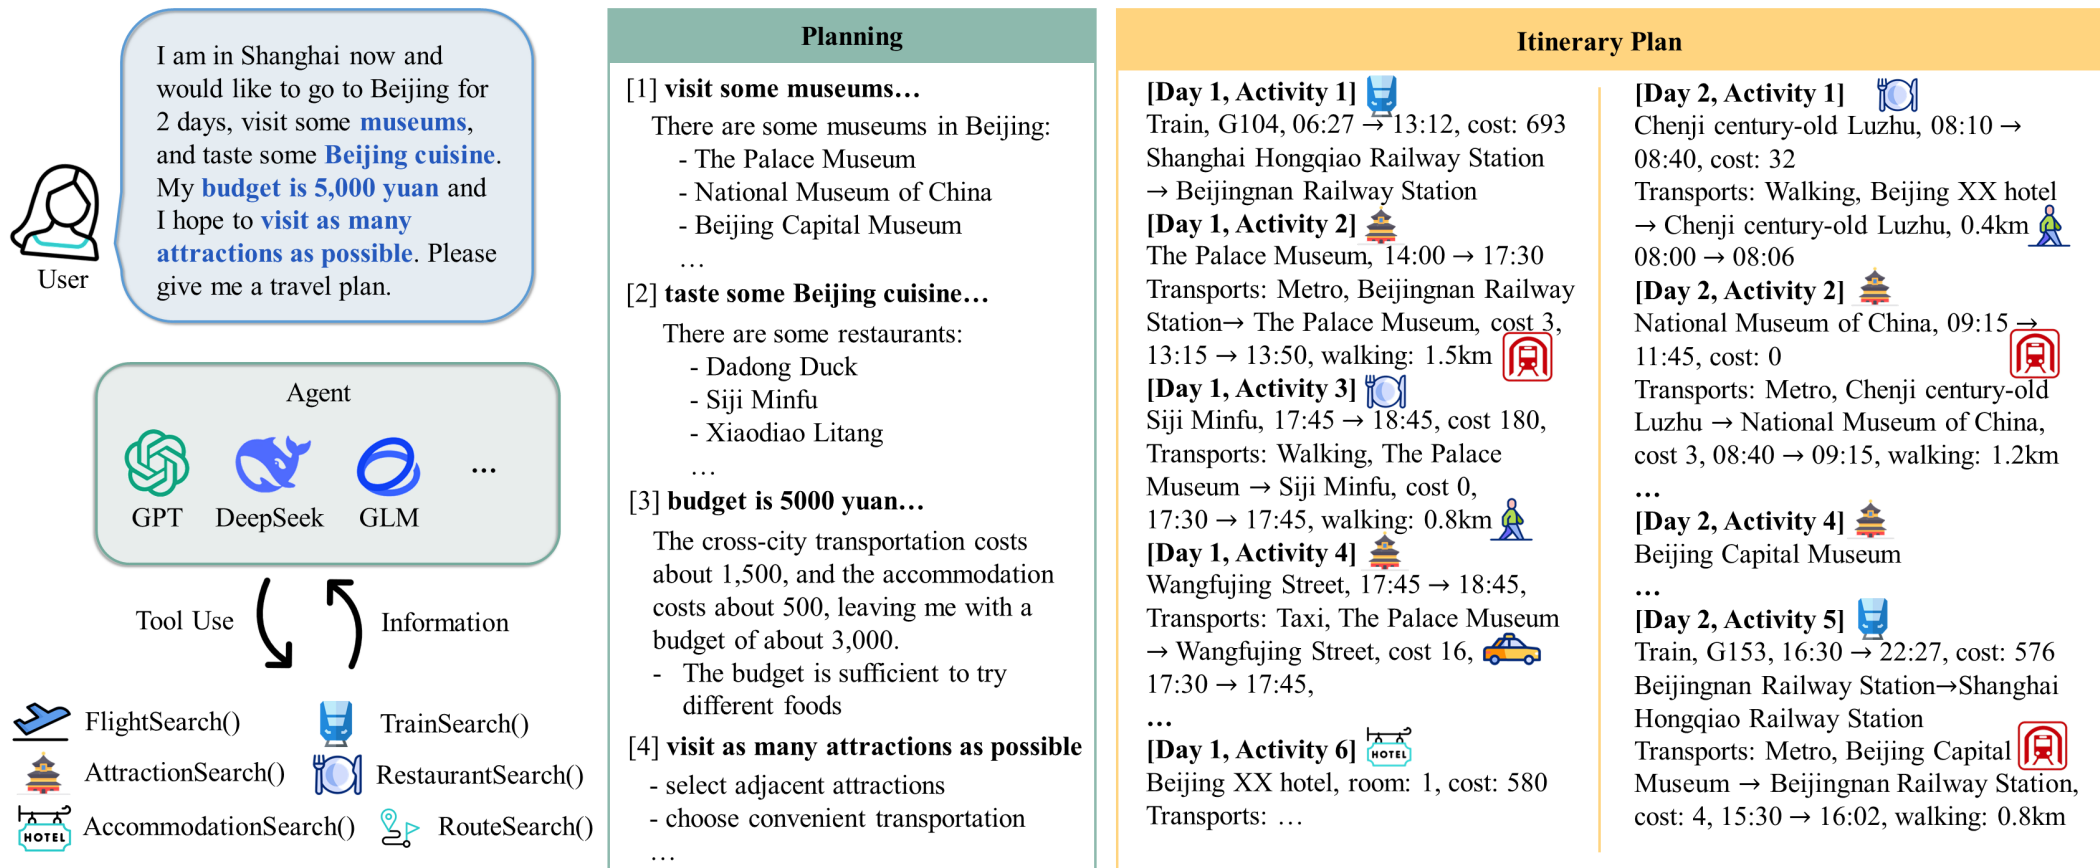 I am in Shanghai now and
would like to go to Beijing for
2 days, visit some museums,
and taste some Beijing cuisine.
My budget is 5,000 yuan and
I hope to visit as many
attractions as possible. Please
give me a travel plan.
User
Agent
GPT
DeepSeek
GLM
...
Tool Use
Information
FlightSearch()
TrainSearch()
AttractionSearch()
RestaurantSearch()
HOTEL
AccommodationSearch()
RouteSearch()
Planning
[1] visit some museums…
There are some museums in Beijing:
- The Palace Museum
- National Museum of China
- Beijing Capital Museum
…
[2] taste some Beijing cuisine…
There are some restaurants:
- Dadong Duck
- Siji Minfu
- Xiaodiao Litang
…
[3] budget is 5000 yuan…
The cross-city transportation costs
about 1,500, and the accommodation
costs about 500, leaving me with a
budget of about 3,000.
- The budget is sufficient to try
different foods
[4] visit as many attractions as possible
- select adjacent attractions
- choose convenient transportation
…
Itinerary Plan
[Day 1, Activity 1]
Train, G104, 06:27 → 13:12, cost: 693
Shanghai Hongqiao Railway Station
→ Beijingnan Railway Station
[Day 1, Activity 2]
The Palace Museum, 14:00 → 17:30
Transports: Metro, Beijingnan Railway
Station→ The Palace Museum, cost 3,
13:15 → 13:50, walking: 1.5km
[Day 1, Activity 3]
Siji Minfu, 17:45 → 18:45, cost 180,
Transports: Walking, The Palace
Museum → Siji Minfu, cost 0,
17:30 → 17:45, walking: 0.8km
[Day 1, Activity 4]
Wangfujing Street, 17:45 → 18:45,
Transports: Taxi, The Palace Museum
→ Wangfujing Street, cost 16,
17:30 → 17:45,
…
[Day 1, Activity 6]
HOTEL
Beijing XX hotel, room: 1, cost: 580
Transports: …
[Day 2, Activity 1]
Chenji century-old Luzhu, 08:10 →
08:40, cost: 32
Transports: Walking, Beijing XX hotel
→ Chenji century-old Luzhu, 0.4km
08:00 → 08:06
[Day 2, Activity 2]
National Museum of China, 09:15 →
11:45, cost: 0
Transports: Metro, Chenji century-old
Luzhu → National Museum of China,
cost 3, 08:40 → 09:15, walking: 1.2km
…
[Day 2, Activity 4]
Beijing Capital Museum
…
[Day 2, Activity 5]
Train, G153, 16:30 → 22:27, cost: 576
Beijingnan Railway Station→Shanghai
Hongqiao Railway Station
Transports: Metro, Beijing Capital
Museum → Beijingnan Railway Station,
cost: 4, 15:30 → 16:02, walking: 0.8km